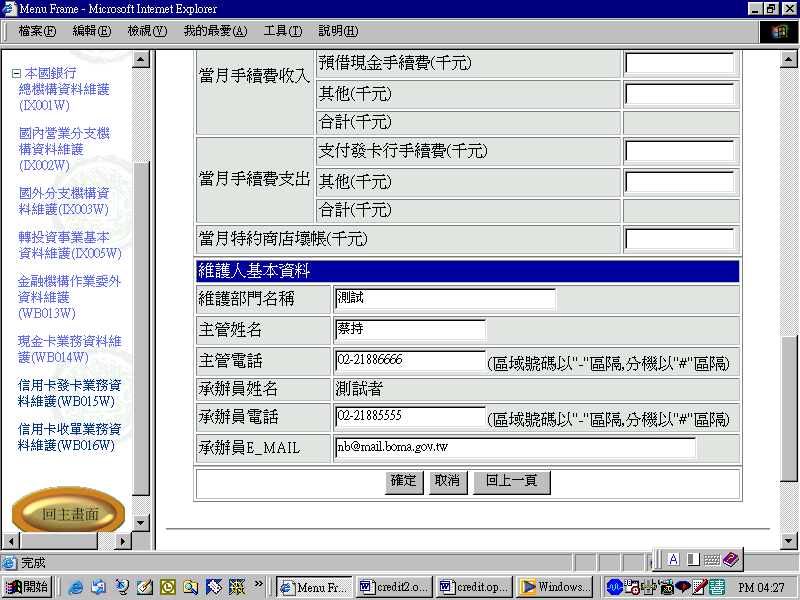 Menu Frame - Microsoft Internet Explorer
檔案(F) 編輯(E) 檢視(V) 我的最愛(A) 工具(T) 說明(H)
本國銀行
總機構資料維護
(IX001W)
國內營業分支機
構資料維護
(IX002W)
國外分支機構資
料維護(IX003W)
轉投資事業基本
資料維護(IX005W)
金融機構作業委外
資料維護
(WB013W)
現金卡業務資料維
護(WB014W)
信用卡發卡業務資
料維護(WB015W)
信用卡收單業務資
料維護(WB016W)
回主畫面
當月手續費收入
預借現金手續費(千元)
其他(千元)
合計(千元)
當月手續費支出
支付發卡行手續費(千元)
其他(千元)
合計(千元)
當月特約商店壞帳(千元)
維護人基本資料
維護部門名稱 測試
主管姓名 蔡持
主管電話 02-21886666 (區域號碼以"-"區隔,分機以"#"區隔)
承辦員姓名 測試者
承辦員電話 02-21885555 (區域號碼以"-"區隔,分機以"#"區隔)
承辦員E_MAIL nb@mail.boma.gov.tw
確定 取消 回上一頁
完成
A
開始 » Menu Fr... credit2.o... credit.op... Windows... PM 04:27